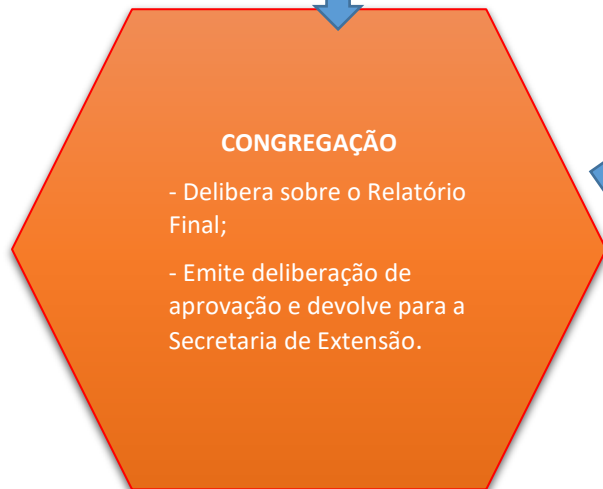 CONGREGAÇÃO
- Delibera sobre o Relatório
Final;
- Emite deliberação de
aprovação e devolve para a
Secretaria de Extensão.